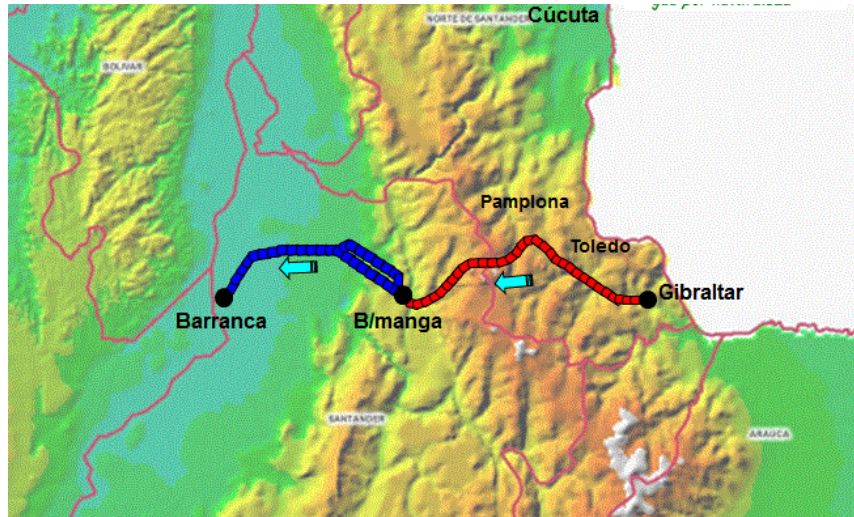 NORTE DE SANTANDER
Cúcuta
BOLIVAR
Pamplona
Toledo
Gibraltar
Barranca
B/manga
SANTANDER
ARAUCA